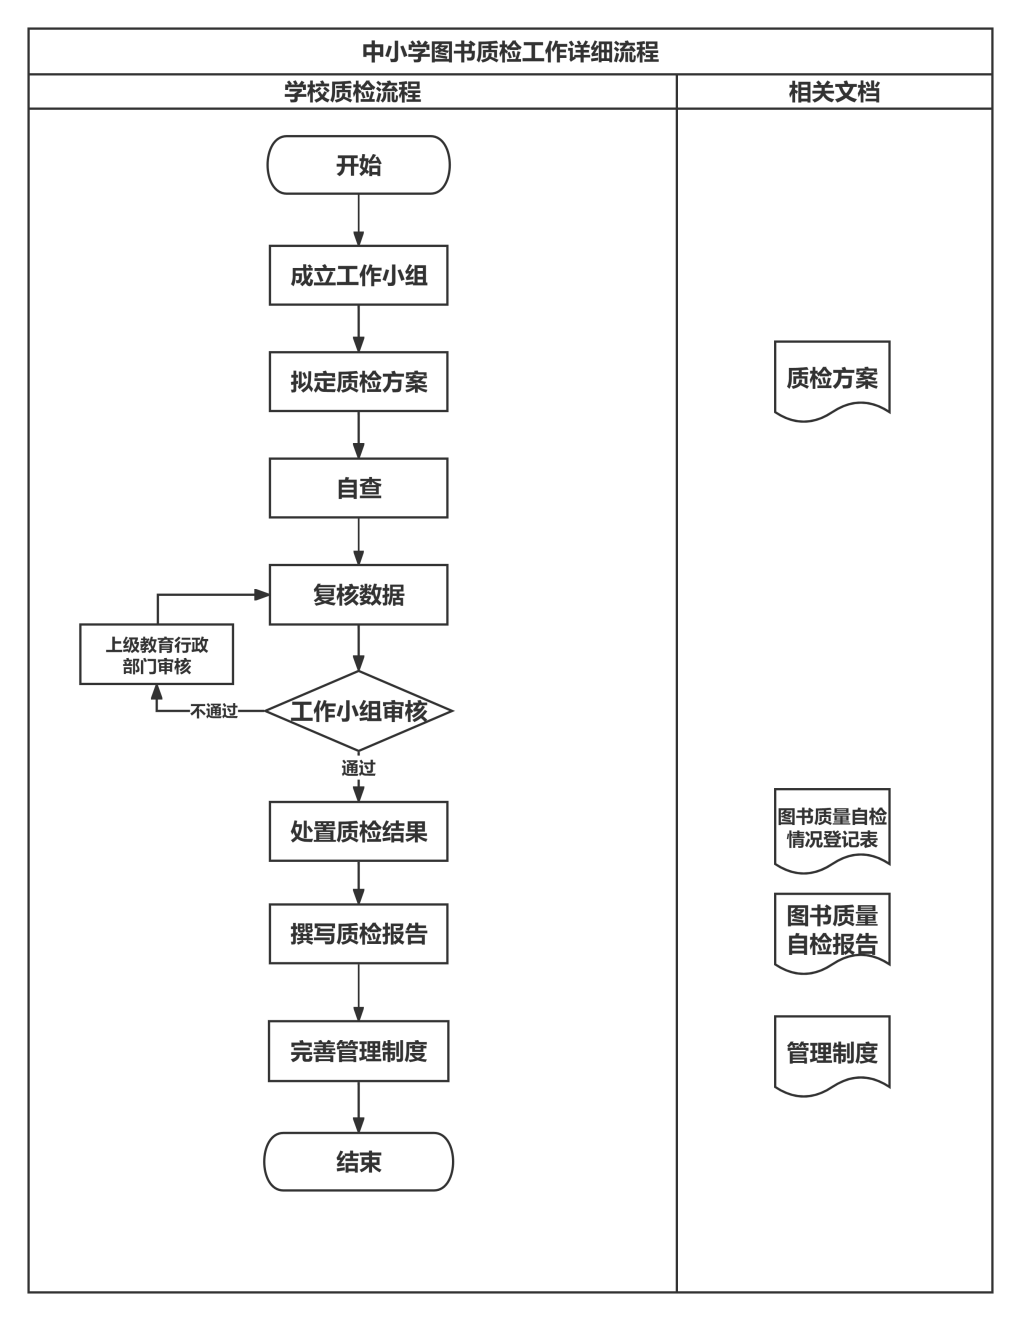 中小学图书质检工作详细流程
学校质检流程
相关文档
开始
成立工作小组
拟定质检方案
质检方案
自查
复核数据
上级教育行政
部门审核
不通过
工作小组审核
通过
处置质检结果
图书质量自检
情况登记表
撰写质检报告
图书质量
自检报告
完善管理制度
管理制度
结束